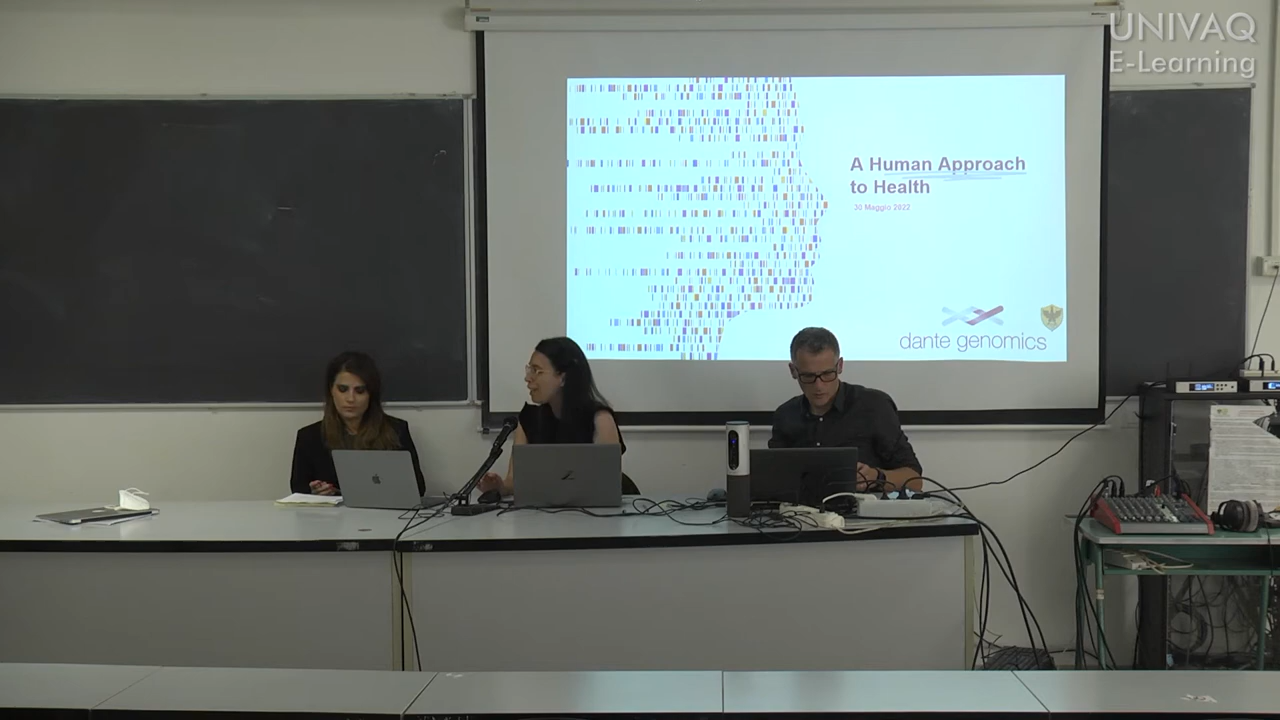 UNIVAQ
E-Learning
A Human Approach
to Health
30 Maggio 2022
dante genomics